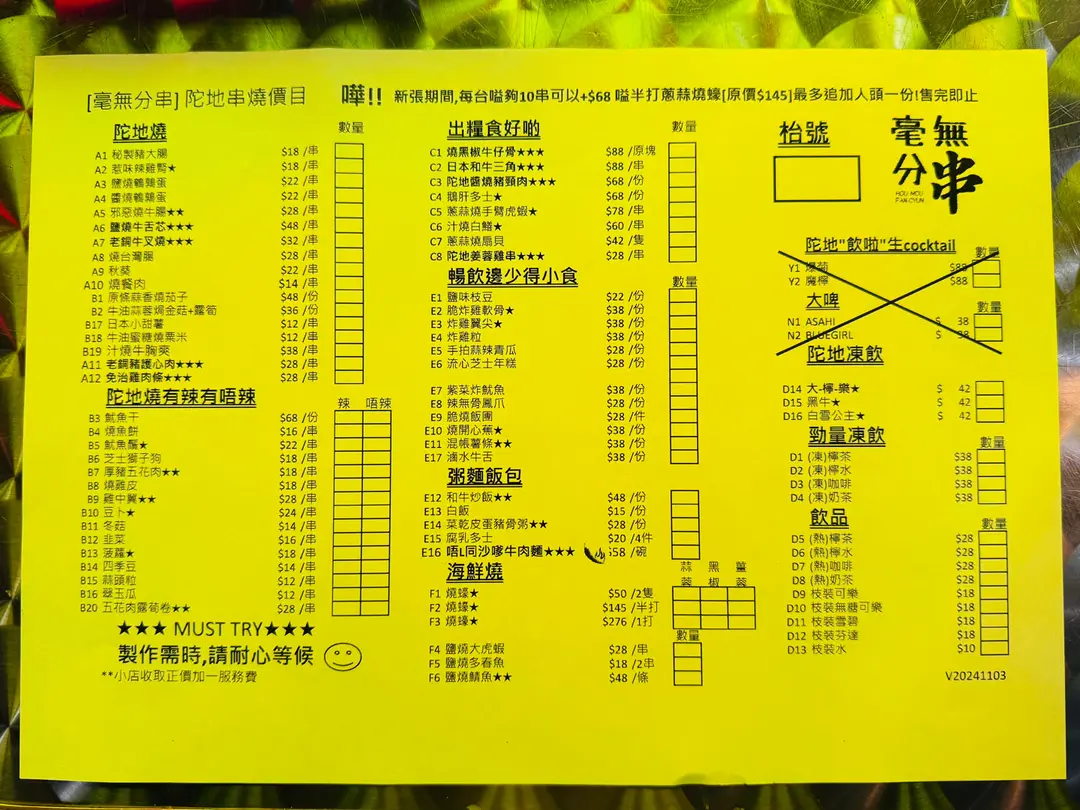 [毫無分串] 陀地串燒價目 嘩!! 新張期間,每台嗌夠10串可以+$68 嗌半打蔥蒜燒蠔[原價$145]最多追加人頭一份!售完即止
陀地燒 數量
A1 秘製豬大腸 $18 /串
A2 惹味辣雞腎★ $18 /串
A3 鹽燒鵪鶉蛋 $22 /串
A4 醬燒鵪鶉蛋 $22 /串
A5 邪惡燒牛腸★★ $28 /串
A6 鹽燒牛舌芯★★★ $48 /串
A7 老餇牛叉燒★★★ $32 /串
A8 燒台灣腸 $28 /串
A9 秋葵 $22 /串
A10 燒餐肉 $14 /串
B1 原條蒜香燒茄子 $48 /份
B2 牛油蒜蓉焗金菇+露筍 $36 /份
B17 日本小甜薯 $12 /串
B18 牛油蜜糖燒粟米 $12 /串
B19 汁燒牛胸爽 $38 /串
A11 老餇豬護心肉★★★ $28 /串
A12 免治雞肉條★★★ $28 /串
陀地燒有辣有唔辣 辣 唔辣
B3 魷魚干 $68 /份
B4 燒魚餅 $16 /串
B5 魷魚鬚★ $22 /串
B6 芝士獅子狗 $18 /串
B7 厚豬五花肉★★ $18 /串
B8 燒雞皮 $18 /串
B9 雞中翼★★ $28 /串
B10 豆卜★ $24 /串
B11 冬菇 $14 /串
B12 韭菜 $16 /串
B13 菠蘿★ $18 /串
B14 四季豆 $14 /串
B15 蒜頭粒 $12 /串
B16 翠玉瓜 $12 /串
B20 五花肉露荀卷★★ $28 /串
★★★ MUST TRY★★★
製作需時,請耐心等候
**小店收取正價加一服務費
出糧食好啲 數量
C1 燒黑椒牛仔骨★★★ $88 /原塊
C2 日本和牛三角★★★ $88 /串
C3 陀地醬燒豬頸肉★★★ $68 /份
C4 鵝肝多士★ $68 /份
C5 蔥蒜燒手臂虎蝦★ $78 /串
C6 汁燒白鱔★ $60 /串
C7 蔥蒜燒扇貝 $42 /隻
C8 陀地姜蓉雞串★★★ $28 /串
暢飲邊少得小食 數量
E1 鹽味枝豆 $22 /份
E2 脆炸雞軟骨★ $38 /份
E3 炸雞翼尖★ $38 /份
E4 炸雞粒 $38 /份
E5 手拍蒜辣青瓜 $28 /份
E6 流心芝士年糕 $28 /份
E7 紫菜炸魷魚 $38 /份
E8 辣無骨鳳爪 $28 /份
E9 脆燒飯團 $28 /件
E10 燒開心蕉★ $38 /份
E11 混帳薯條★★ $38 /份
E17 滷水牛舌 $38 /份
粥麵飯包
E12 和牛炒飯★★ $48 /份
E13 白飯 $15 /份
E14 菜乾皮蛋豬骨粥★★ $28 /份
E15 腐乳多士 $20 /4件
E16 唔L同沙嗲牛肉麵★★★ $58 /碗
海鮮燒 蒜蓉 黑椒 薑蓉
F1 燒蠔★ $50 /2隻
F2 燒蠔★ $145 /半打
F3 燒蠔★ $276 /1打
數量
F4 鹽燒大虎蝦 $28 /串
F5 鹽燒多春魚 $18 /2串
F6 鹽燒鯖魚★★ $48 /條
枱號
毫無
分串
HOU MOU
FAN CYUN
陀地"飲啦"生cocktail 數量
Y1 $88
Y2 魔檸 $88
大啤 數量
N1 ASAHI $ 38
N2 BLUEGIRL $ 38
陀地凍飲
D14 大-檸-樂★ $ 42
D15 黑牛★ $ 42
D16 白雪公主★ $ 42
勁量凍飲 數量
D1 (凍)檸茶 $38
D2 (凍)檸水 $38
D3 (凍)咖啡 $38
D4 (凍)奶茶 $38
飲品 數量
D5 (熱)檸茶 $28
D6 (熱)檸水 $28
D7 (熱)咖啡 $28
D8 (熱)奶茶 $28
D9 枝裝可樂 $18
D10 枝裝無糖可樂 $18
D11 枝裝雪碧 $18
D12 枝裝芬達 $18
D13 枝裝水 $10
V20241103